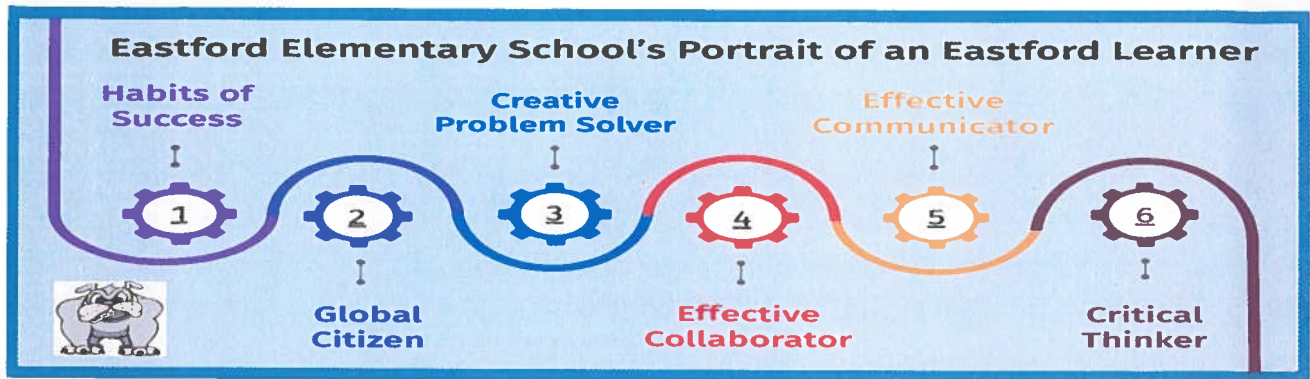 Eastford Elementary School's Portrait of an Eastford Learner
Habits of
Success
Creative
Problem Solver
Effective
Communicator
1
2
3
4
5
6
Global
Citizen
Effective
Collaborator
Critical
Thinker